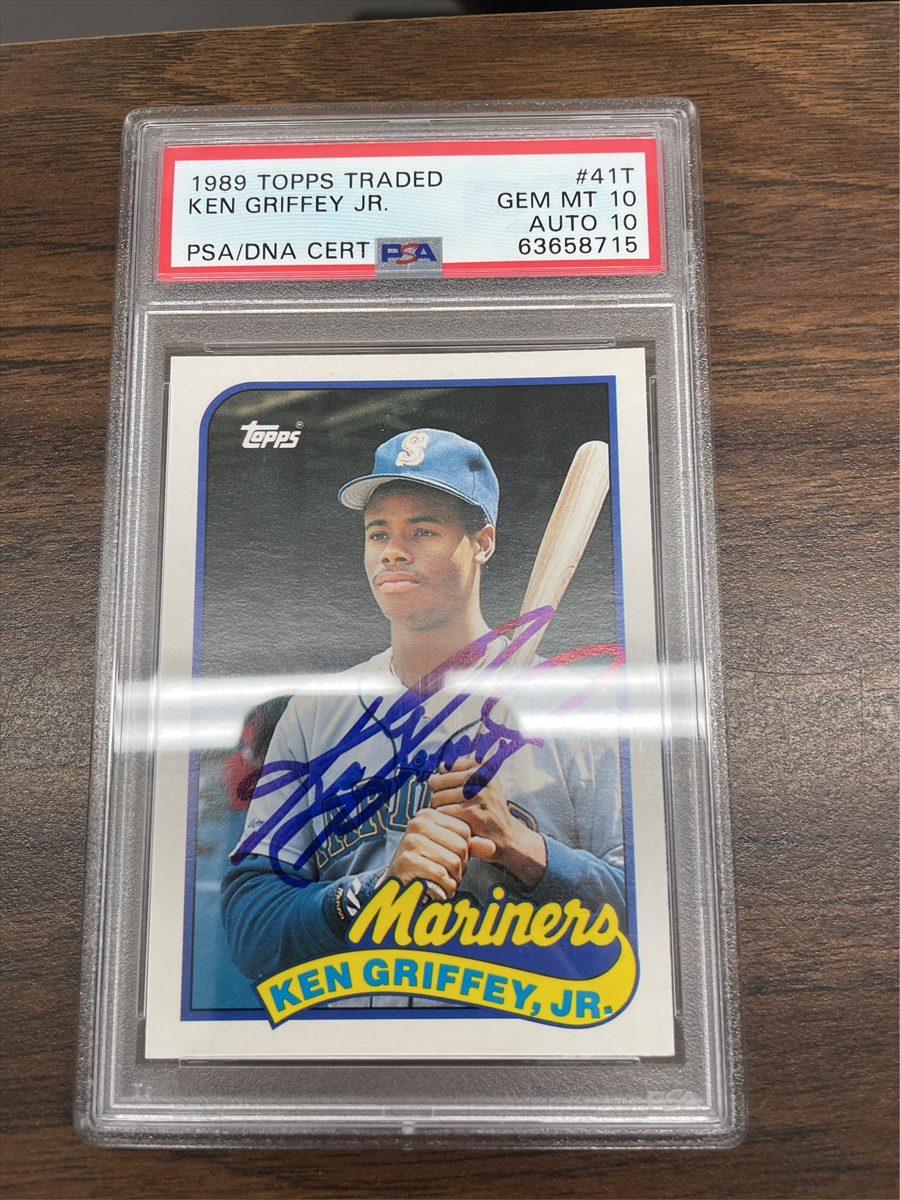 1989 TOPPS TRADED #41T
KEN GRIFFEY JR. GEM MT 10
AUTO 10
PSA/DNA CERT PSA 63658715
topps
S
Mariners
KEN GRIFFEY, JR.
PSA